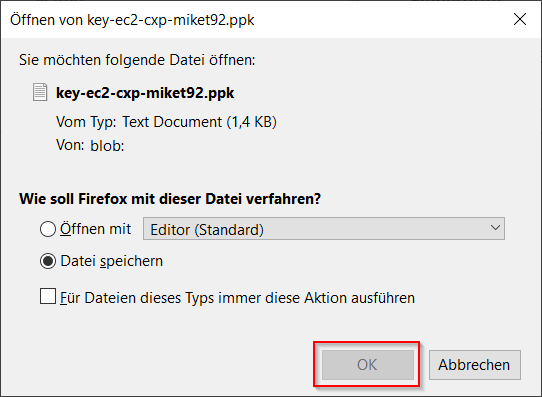 Öffnen von key-ec2-cxp-miket92.ppk
Sie möchten folgende Datei öffnen:
key-ec2-cxp-miket92.ppk
Vom Typ: Text Document (1,4 KB)
Von: blob:
Wie soll Firefox mit dieser Datei verfahren?
Öffnen mit Editor (Standard)
Datei speichern
Für Dateien dieses Typs immer diese Aktion ausführen
OK Abbrechen